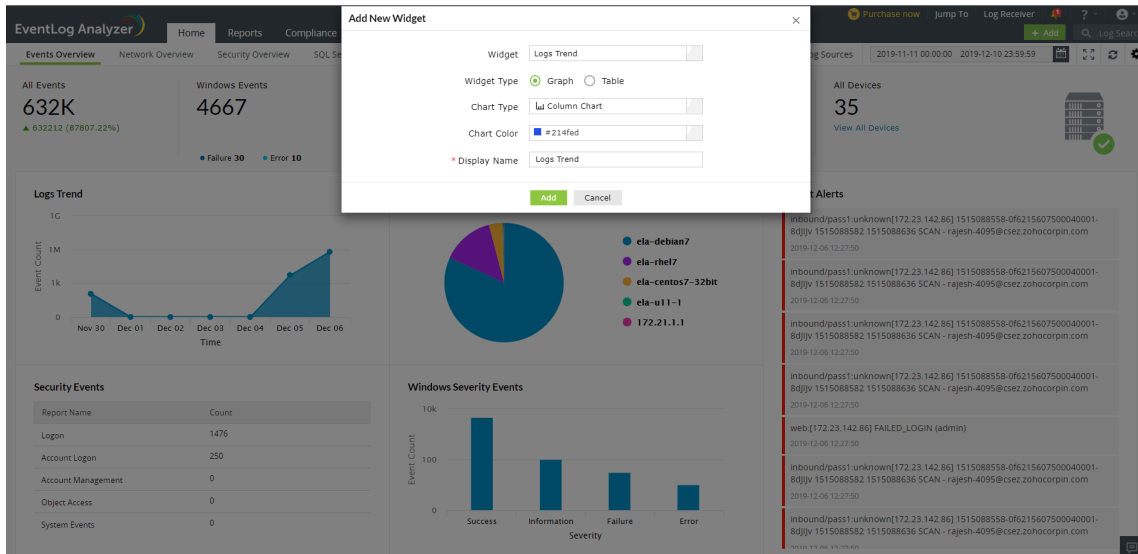 EventLog Analyzer
Home
Reports
Compliance
Purchase now
Jump To
Log Receiver
?
+ Add
Log Searc
Events Overview
Network Overview
Security Overview
SQL Se
g Sources
2019-11-11 00:00:00 2019-12-10 23:59:59
Add New Widget
×
Widget
Logs Trend
Widget Type
Graph
Table
Chart Type
Column Chart
Chart Color
#214fed
* Display Name
Logs Trend
Add
Cancel
All Events
632K
632212 (67807.22%)
Windows Events
4667
Failure 30
Error 10
All Devices
35
View All Devices
Logs Trend
1G
1M
1k
0
Event Count
Nov 30
Dec 01
Dec 02
Dec 03
Dec 04
Dec 05
Dec 06
Time
ela-debian7
ela-rhel7
ela-centos7-32bit
ela-u11-1
172.21.1.1
t Alerts
inbound/pass1:unknown[172.23.142.86] 1515088558-0f6215607500040001-
8dJIJv 1515088582 1515088636 SCAN - rajesh-4095@csez.zohocorpin.com
2019-12-06 12:27:50
inbound/pass1:unknown[172.23.142.86] 1515088558-0f6215607500040001-
8dJIJv 1515088582 1515088636 SCAN - rajesh-4095@csez.zohocorpin.com
2019-12-06 12:27:50
inbound/pass1:unknown[172.23.142.86] 1515088558-0f6215607500040001-
8dJIJv 1515088582 1515088636 SCAN - rajesh-4095@csez.zohocorpin.com
2019-12-06 12:27:50
inbound/pass1:unknown[172.23.142.86] 1515088558-0f6215607500040001-
8dJIJv 1515088582 1515088636 SCAN - rajesh-4095@csez.zohocorpin.com
2019-12-06 12:27:50
web:[172.23.142.86] FAILED_LOGIN (admin)
2019-12-06 12:27:50
inbound/pass1:unknown[172.23.142.86] 1515088558-0f6215607500040001-
8dJIJv 1515088582 1515088636 SCAN - rajesh-4095@csez.zohocorpin.com
2019-12-06 12:27:50
inbound/pass1:unknown[172.23.142.86] 1515088558-0f6215607500040001-
8dJIJv 1515088582 1515088636 SCAN - rajesh-4095@csez.zohocorpin.com
2019-12-06 12:27:50
Security Events
Report Name
Count
Logon
1476
Account Logon
250
Account Management
0
Object Access
0
System Events
0
Windows Severity Events
10k
100
0
Event Count
Success
Information
Failure
Error
Severity